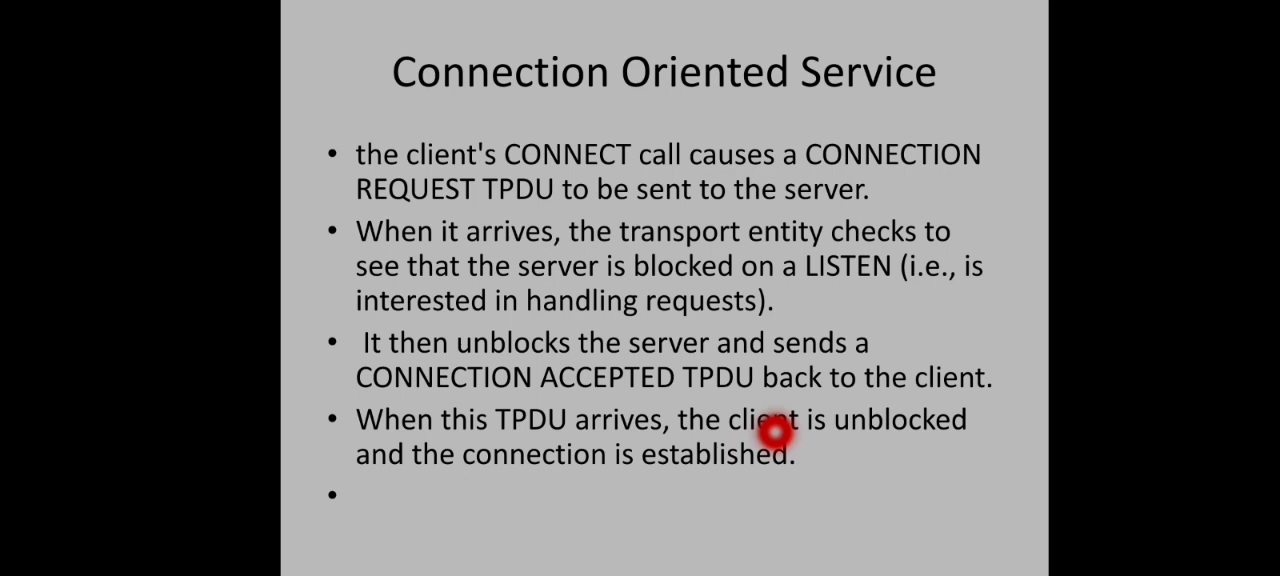 Connection Oriented Service
• the client's CONNECT call causes a CONNECTION
REQUEST TPDU to be sent to the server.
• When it arrives, the transport entity checks to
see that the server is blocked on a LISTEN (i.e., is
interested in handling requests).
• It then unblocks the server and sends a
CONNECTION ACCEPTED TPDU back to the client.
• When this TPDU arrives, the client is unblocked
and the connection is established.
•